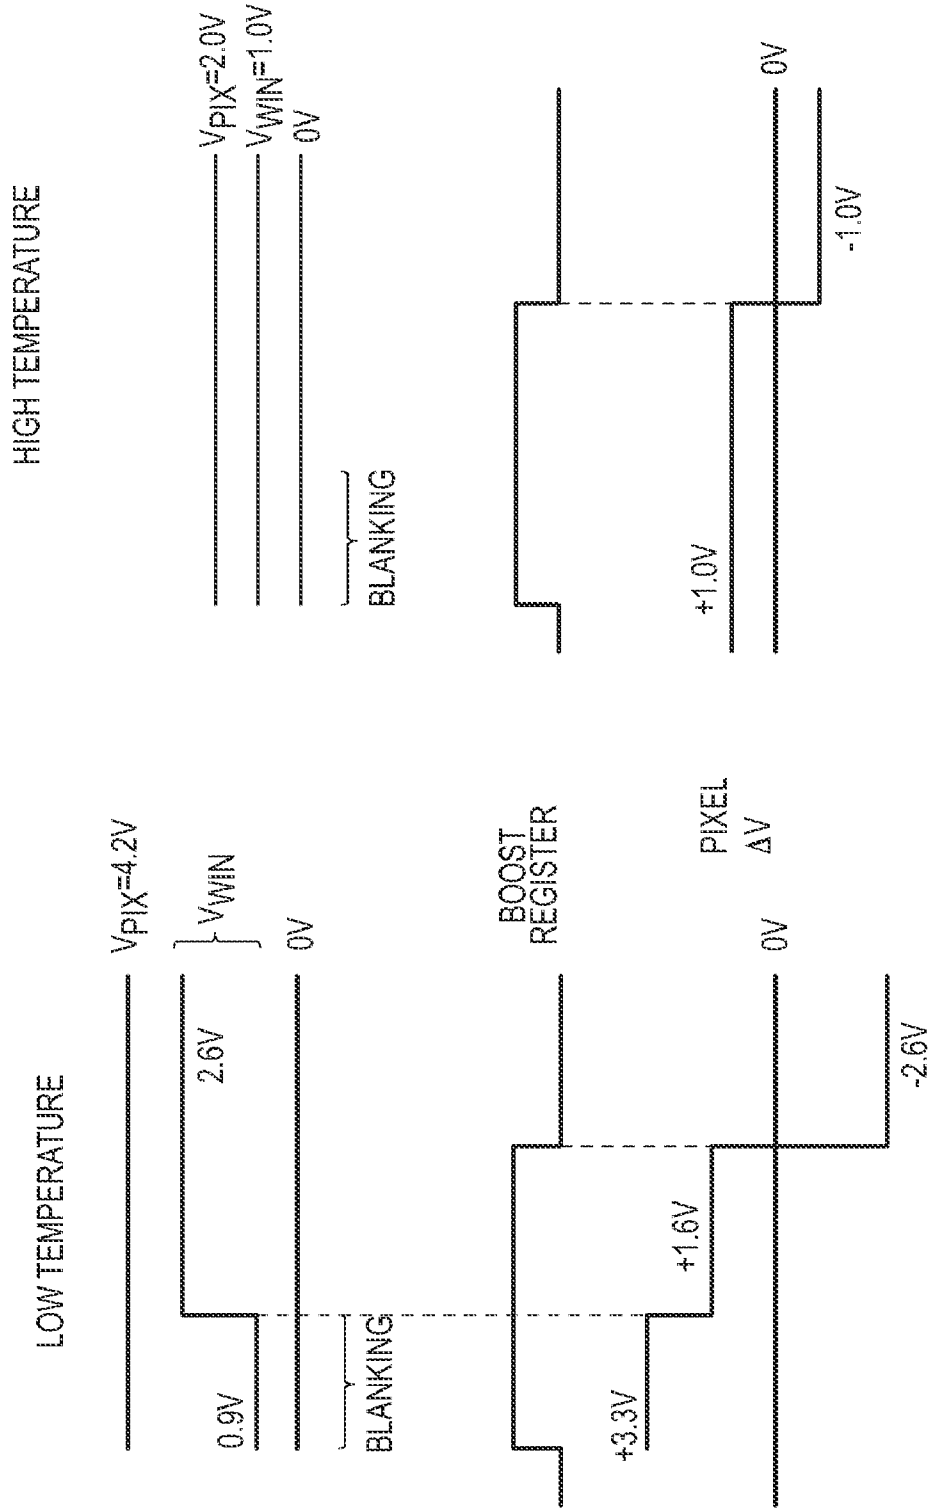 LOW TEMPERATURE
VPIX=4.2V
0.9V
2.6V
VWIN
0V
BLANKING
BOOST
REGISTER
+3.3V
+1.6V
PIXEL
ΔV
0V
-2.6V
HIGH TEMPERATURE
VPIX=2.0V
VWIN=1.0V
0V
BLANKING
+1.0V
0V
-1.0V